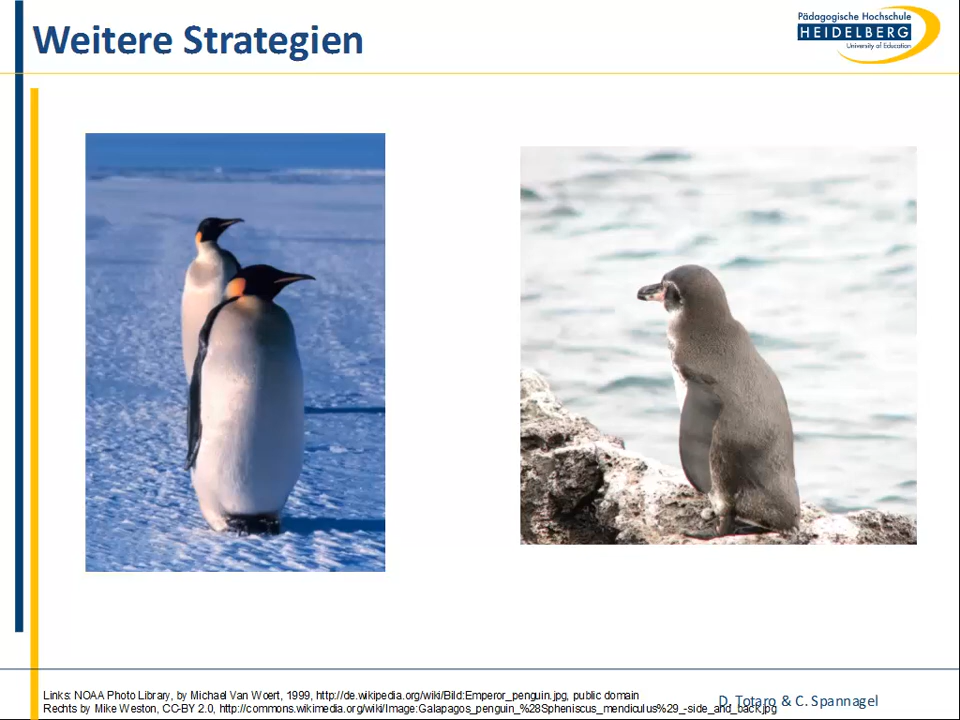 Weitere Strategien
Pädagogische Hochschule
HEIDELBERG
University of Education
Links: NOAA Photo Library, by Michael Van Woert, 1999, http://de.wikipedia.org/wiki/Bild:Emperor_penguin.jpg, public domain
Rechts by Mike Weston, CC-BY 2.0, http://commons.wikimedia.org/wiki/Image:Galapagos_penguin_%28Spheniscus_mendiculus%29_-side_and_back.jpg
D. Totaro & C. Spannagel